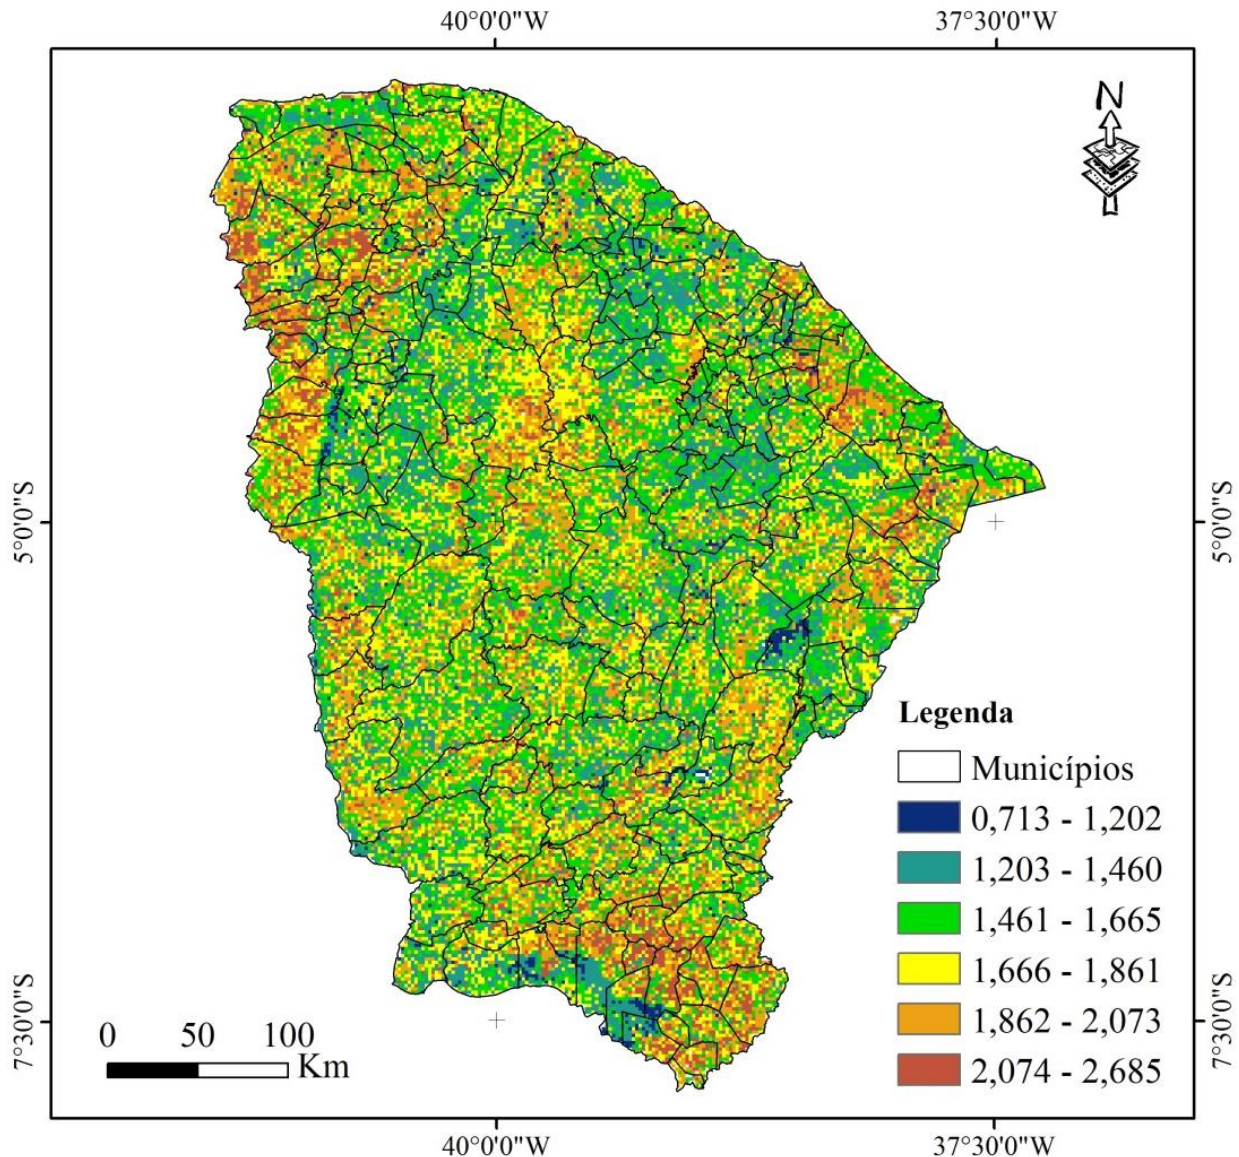 40°0'0"W 37°30'0"W
N
5°0'0"S 5°0'0"S
Legenda
Municípios
0,713 - 1,202
1,203 - 1,460
1,461 - 1,665
1,666 - 1,861
1,862 - 2,073
2,074 - 2,685
7°30'0"S 7°30'0"S
0 50 100
Km
40°0'0"W 37°30'0"W